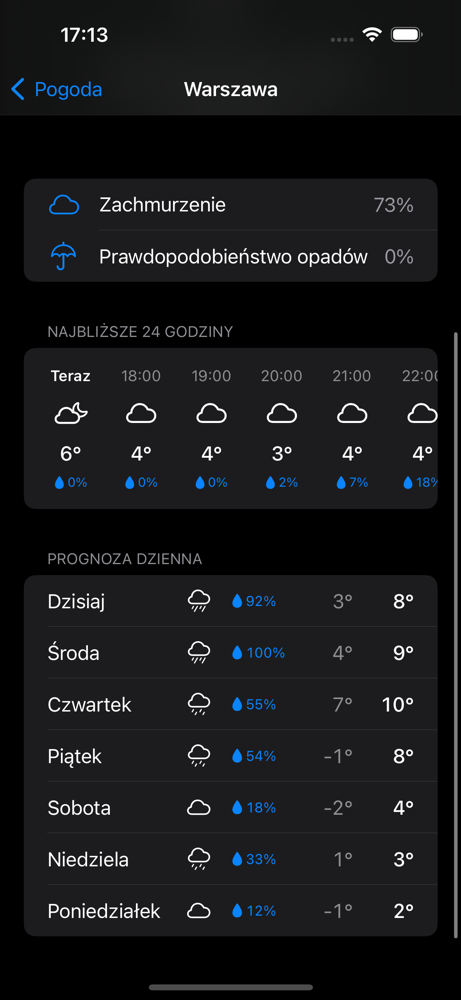 17:13
Pogoda
Warszawa
Zachmurzenie 73%
Prawdopodobieństwo opadów 0%
NAJBLIŻSZE 24 GODZINY
Teraz 18:00 19:00 20:00 21:00 22:00
6° 4° 4° 3° 4° 4°
0% 0% 0% 2% 7% 18%
PROGNOZA DZIENNA
Dzisiaj 92% 3° 8°
Środa 100% 4° 9°
Czwartek 55% 7° 10°
Piątek 54% -1° 8°
Sobota 18% -2° 4°
Niedziela 33% 1° 3°
Poniedziałek 12% -1° 2°